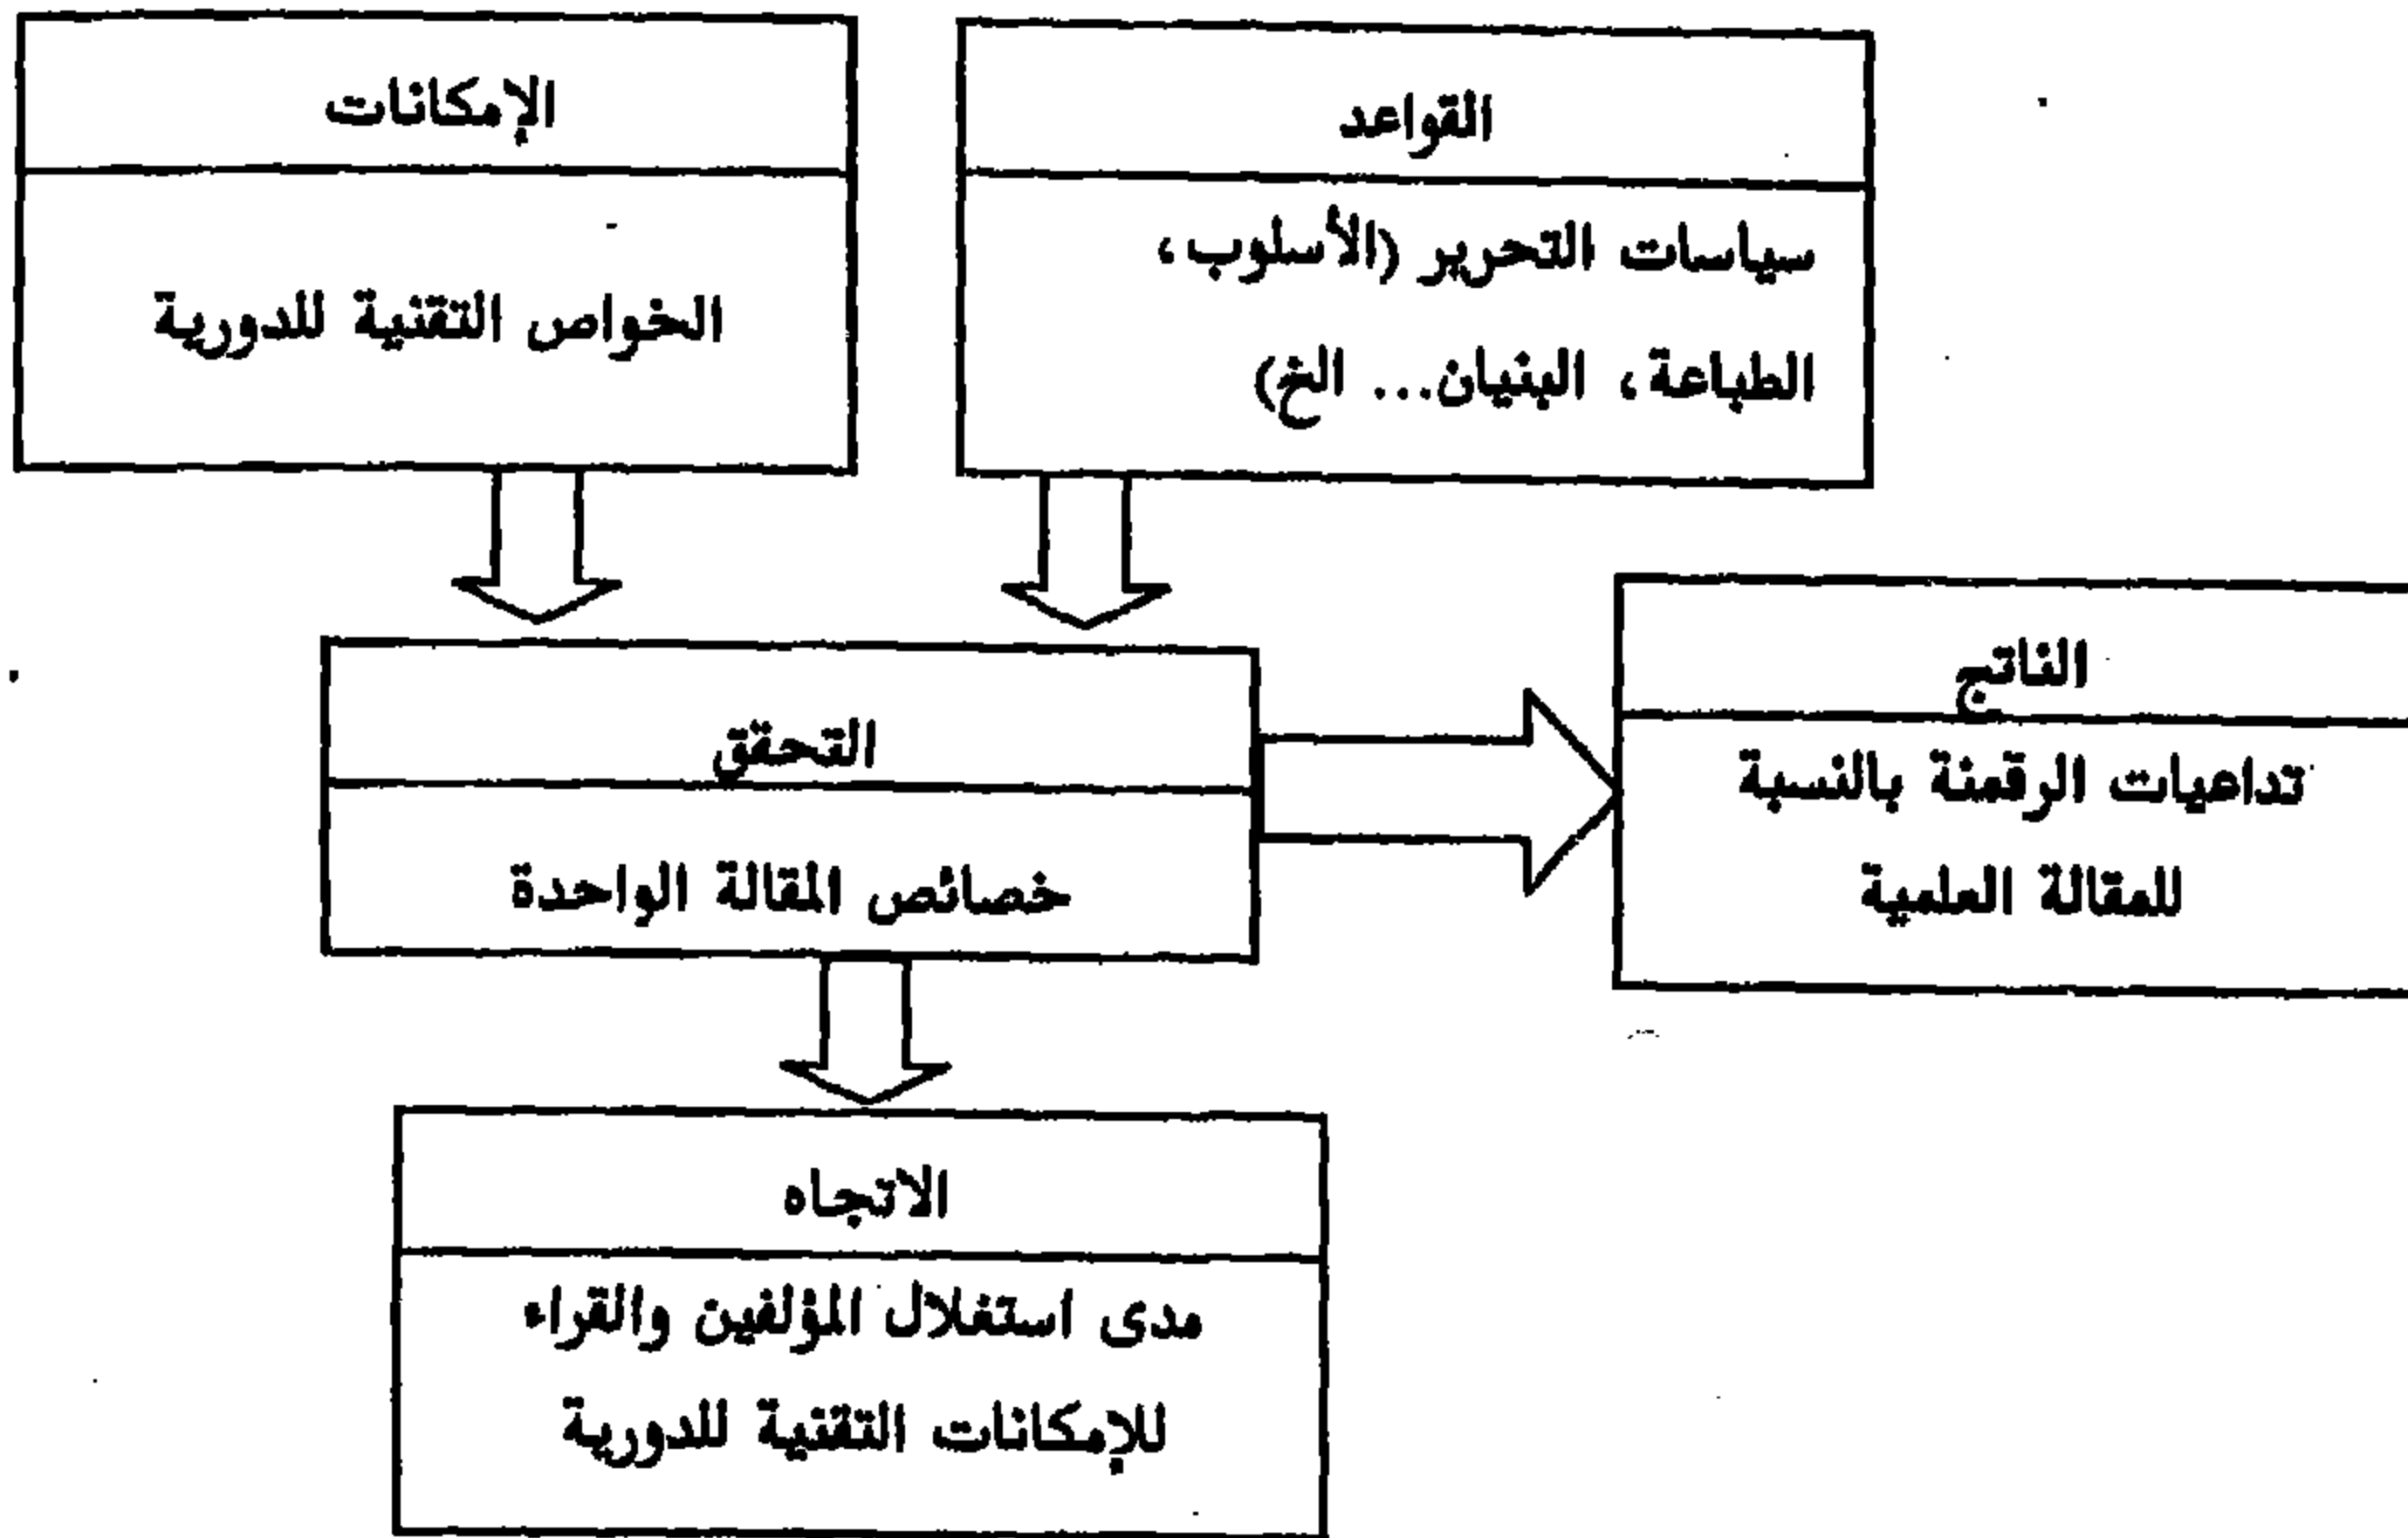 القواعد
سياسات التحرير (الأسلوب،
الطباعة، البنيان... الخ)
الإمكانات
الخواص التقنية للدورية
التحقق
خصائص المقالة الواحدة
الناتج
تداعيات الرقمنة بالنسبة
للمقالة العلمية
الاتجاه
مدى استغلال المؤلفين والقراء
للإمكانات التقنية للدورية